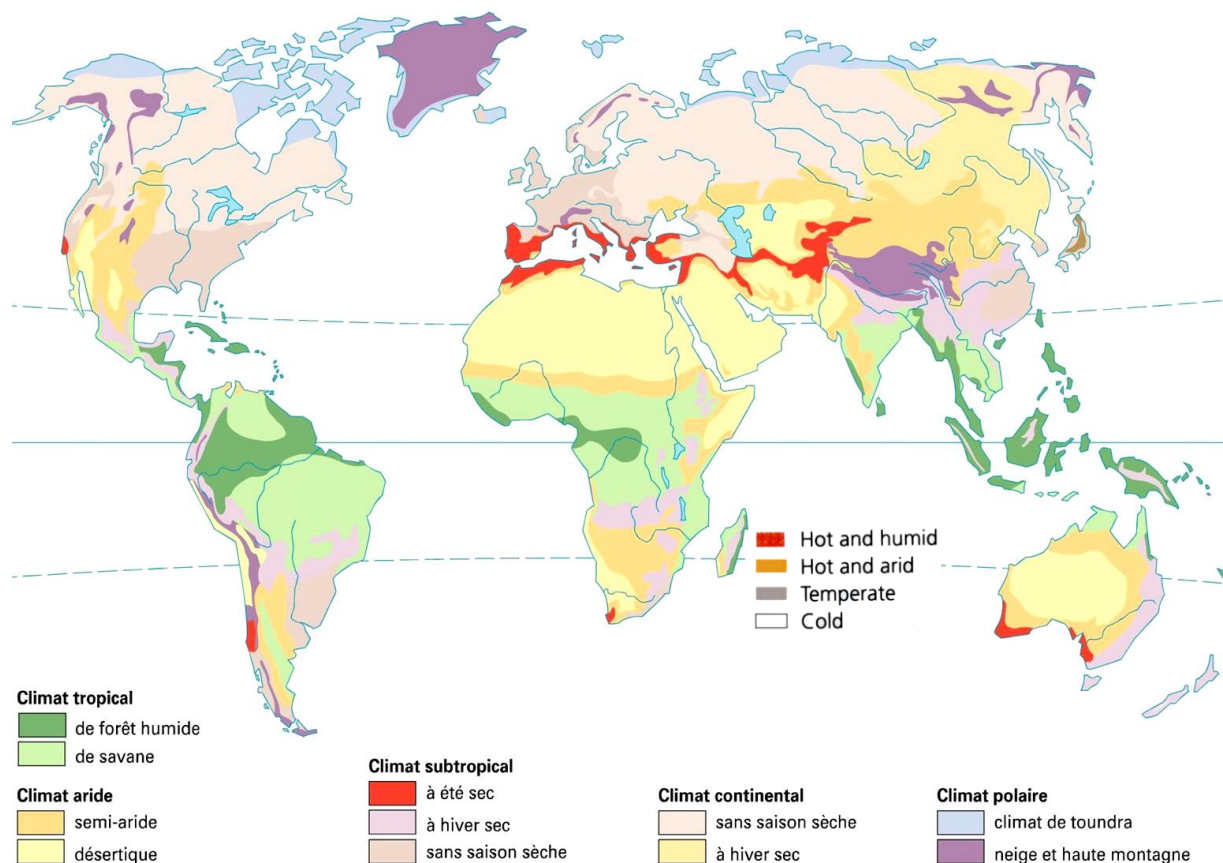 Hot and humid
Hot and arid
Temperate
Cold
Climat tropical
de forêt humide
de savane
Climat aride
semi-aride
désertique
Climat subtropical
à été sec
à hiver sec
sans saison sèche
Climat continental
sans saison sèche
à hiver sec
Climat polaire
climat de toundra
neige et haute montagne